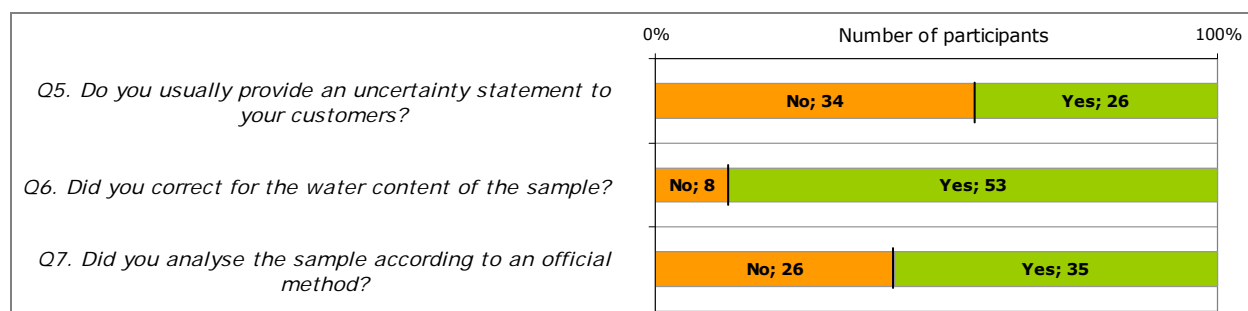 0% Number of participants 100%
Q5. Do you usually provide an uncertainty statement to
your customers?
No; 34 Yes; 26
Q6. Did you correct for the water content of the sample?
No; 8 Yes; 53
Q7. Did you analyse the sample according to an official
method?
No; 26 Yes; 35